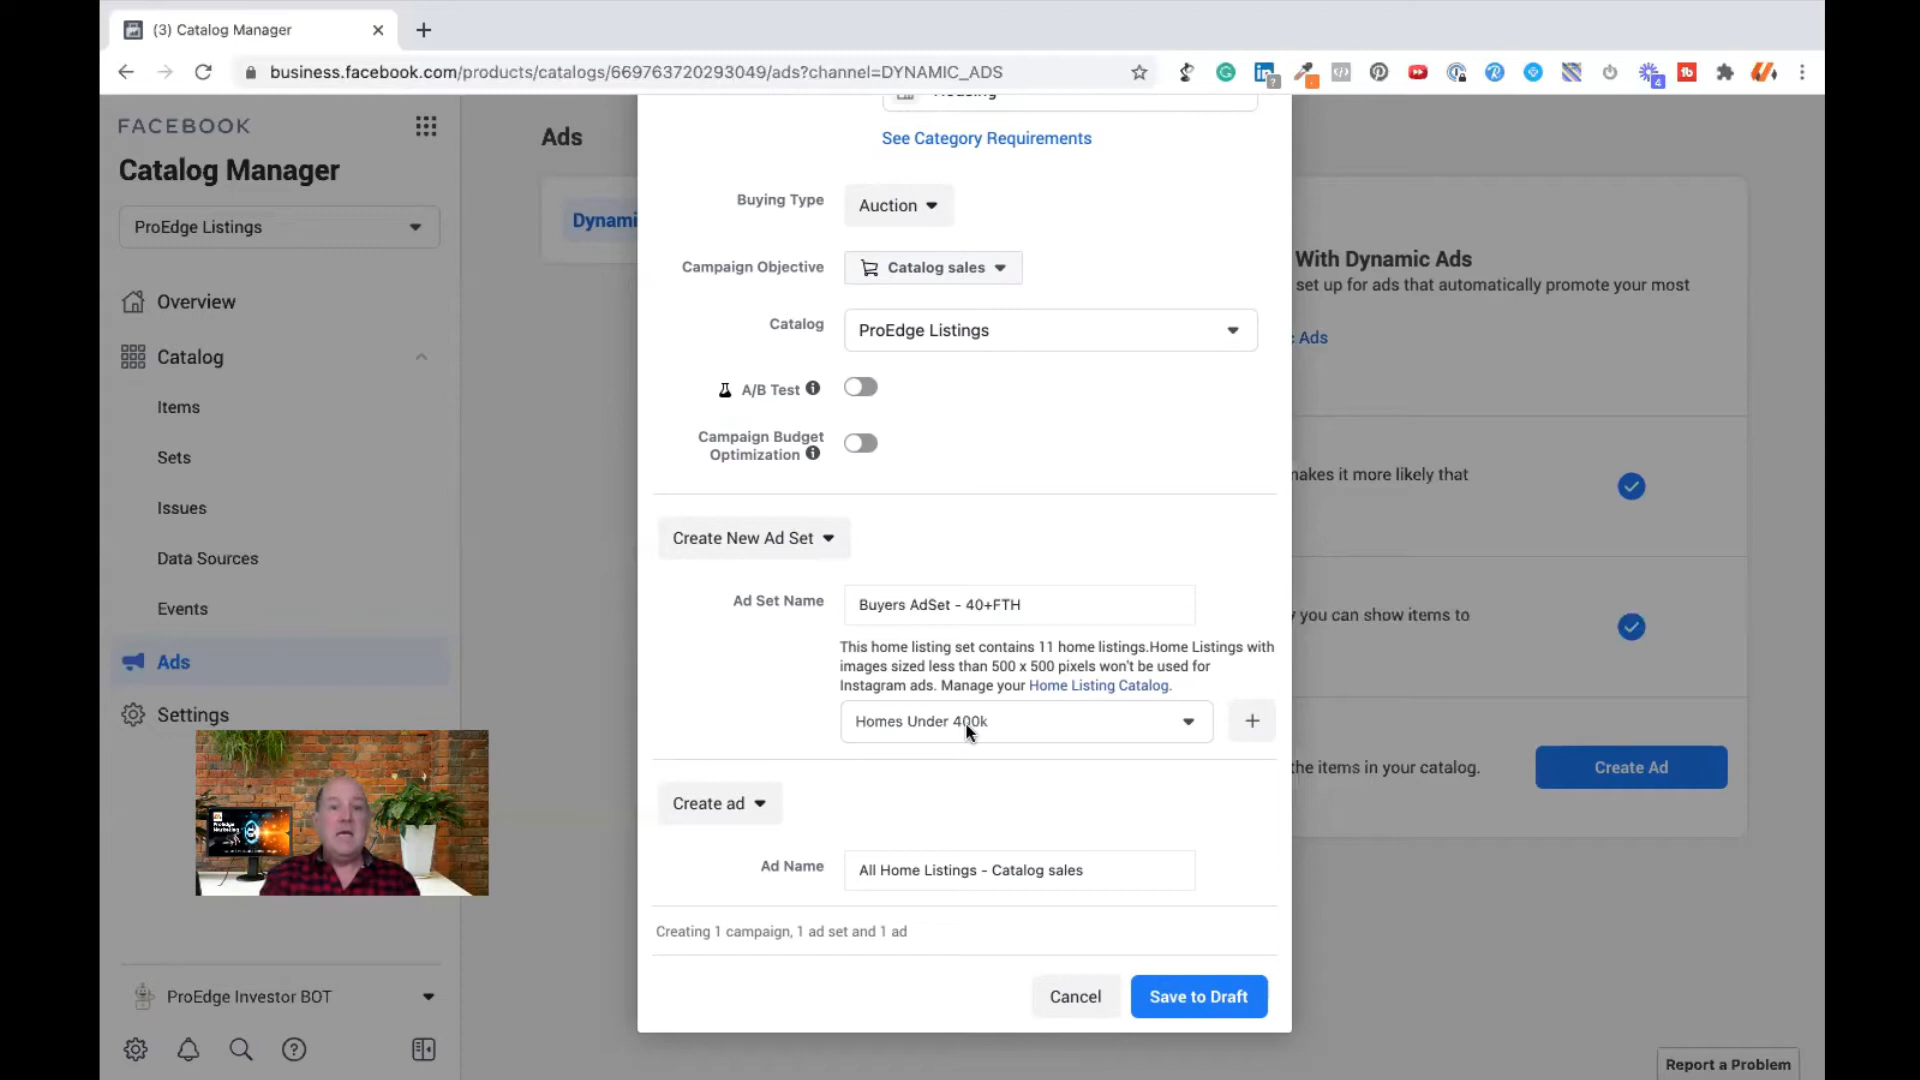 (3) Catalog Manager
business.facebook.com/products/catalogs/669763720293049/ads?channel=DYNAMIC_ADS
FACEBOOK
Catalog Manager
ProEdge Listings
Overview
Catalog
Items
Sets
Issues
Data Sources
Events
Ads
Settings
ProEdge Investor BOT
Ads
Dynami
Housing
See Category Requirements
Buying Type
Auction
Campaign Objective
Catalog sales
Catalog
ProEdge Listings
A/B Test
Campaign Budget
Optimization
Create New Ad Set
Ad Set Name
Buyers AdSet - 40+FTH
This home listing set contains 11 home listings.Home Listings with
images sized less than 500 x 500 pixels won't be used for
Instagram ads. Manage your Home Listing Catalog.
Homes Under 400k
Create ad
Ad Name
All Home Listings - Catalog sales
Creating 1 campaign, 1 ad set and 1 ad
Cancel
Save to Draft
With Dynamic Ads
set up for ads that automatically promote your most
Ads
makes it more likely that
you can show items to
the items in your catalog.
Create Ad
Report a Problem
ProEdge
Marketing